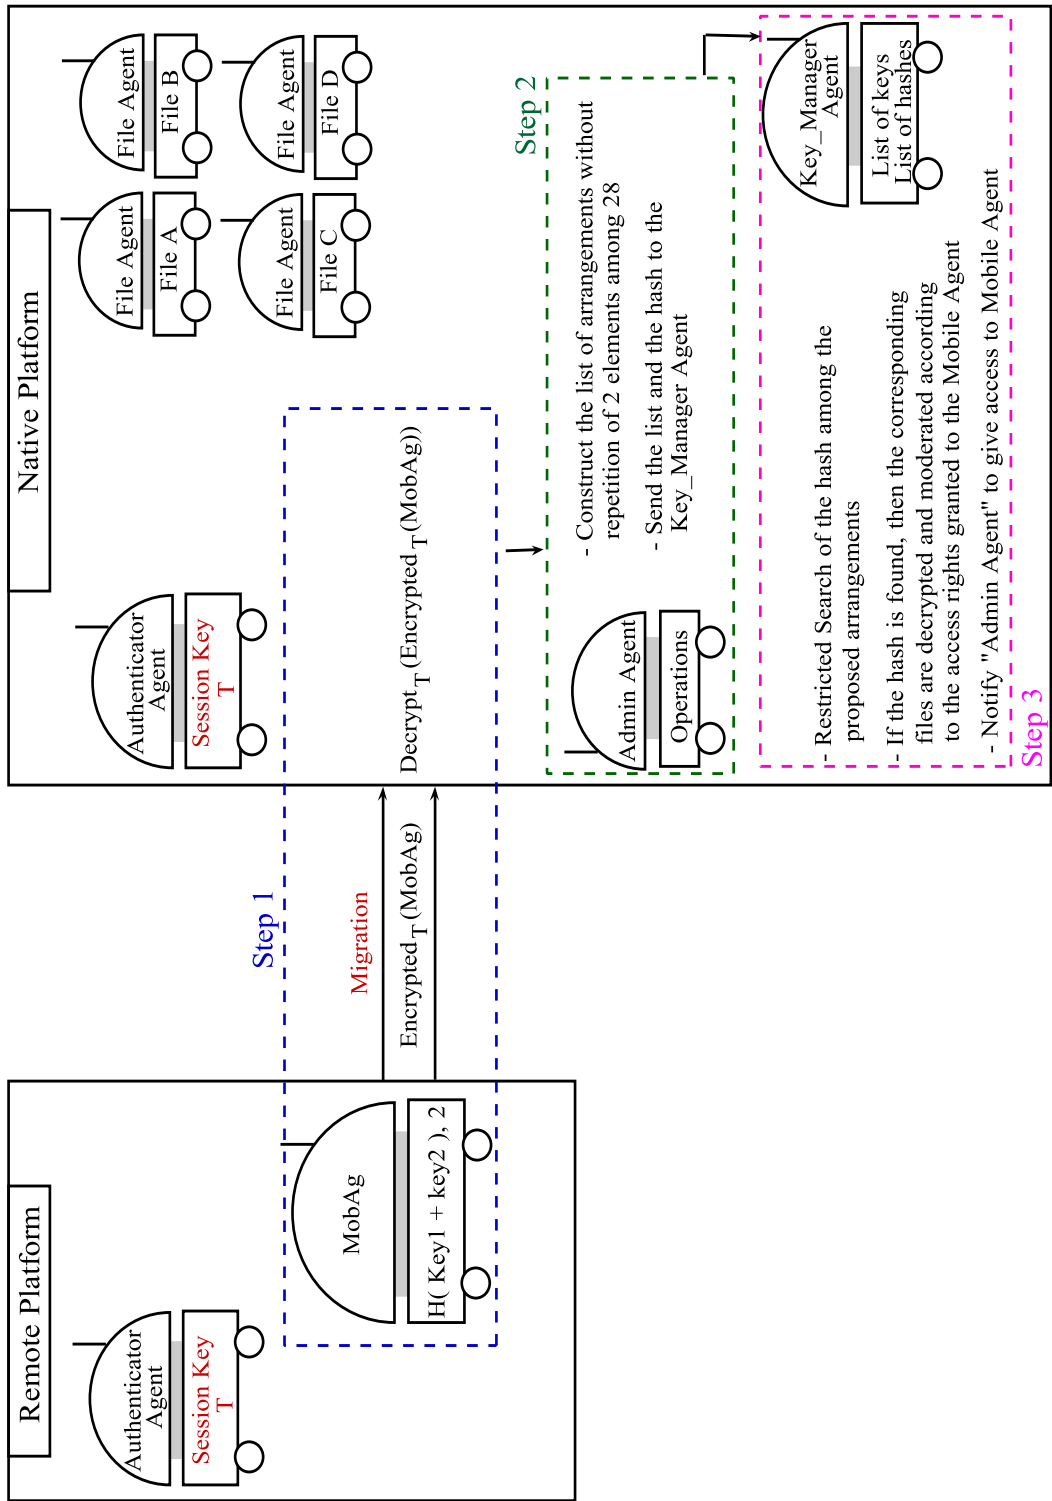 Remote Platform
Authenticator
Agent
Session Key
T
MobAg
H( Key1 + key2 ), 2
Step 1
Migration
Encrypted T (MobAg)
Native Platform
Authenticator
Agent
Session Key
T
File Agent
File A
File Agent
File B
File Agent
File C
File Agent
File D
Decrypt T (Encrypted T (MobAg))
Step 2
Admin Agent
Operations
- Construct the list of arrangements without
repetition of 2 elements among 28
- Send the list and the hash to the
Key_Manager Agent
Key_Manager
Agent
List of keys
List of hashes
- Restricted Search of the hash among the
proposed arrangements
- If the hash is found, then the corresponding
files are decrypted and moderated according
to the access rights granted to the Mobile Agent
- Notify "Admin Agent" to give access to Mobile Agent
Step 3